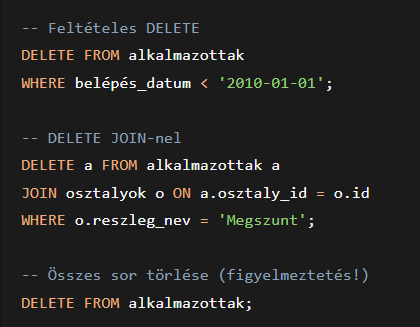 -- Feltételes DELETE
DELETE FROM alkalmazottak
WHERE belépés_datum < '2010-01-01';
-- DELETE JOIN-nel
DELETE a FROM alkalmazottak a
JOIN osztalyok o ON a.osztaly_id = o.id
WHERE o.reszleg_nev = 'Megszunt';
-- Összes sor törlése (figyelmeztetés!)
DELETE FROM alkalmazottak;